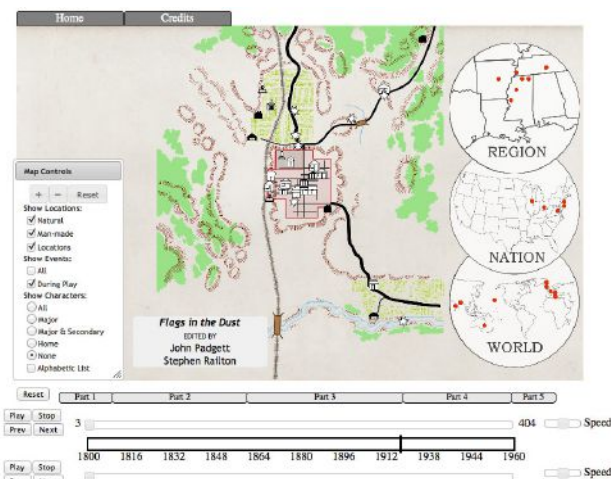 Home Credits
REGION
NATION
WORLD
Map Controls
+ − Reset
Show Locations:
Natural
Man-made
Locations
Show Events:
All
During Play
Show Characters:
All
Major
Major & Secondary
Home
None
Alphabetic List
Flags in the Dust
EDITED BY
John Padgett
Stephen Railton
Reset Part 1 Part 2 Part 3 Part 4 Part 5
Play Stop
Prev Next
3 404 Speed
1800 1816 1832 1848 1864 1880 1896 1912 1928 1944 1960
Play Stop
Speed